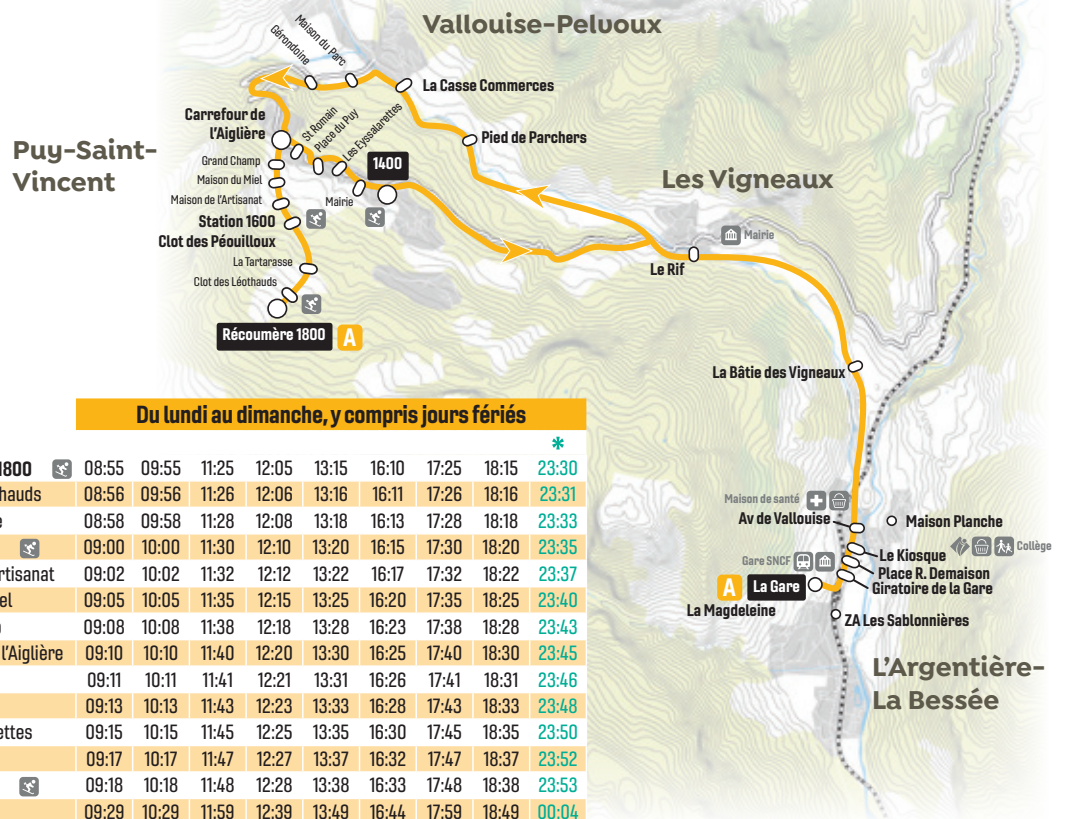 Vallouise-Pelvoux
Maison du Parc
Gérondoine
La Casse Commerces
Carrefour de
l'Aiglière
St Romain
Place du Puy
Les Eyssalarettes
Pied de Parchers
Puy-Saint-
Vincent
Grand Champ
1400
Maison du Miel
Les Vigneaux
Maison de l'Artisanat
Mairie
Station 1600
Clot des Péouilloux
Mairie
La Tartarasse
Le Rif
Clot des Léothauds
Récoumère 1800 A
La Bâtie des Vigneaux
Maison de santé
Av de Vallouise
Maison Planche
Le Kiosque
Collège
Gare SNCF
Place R. Demaison
A La Gare
Giratoire de la Gare
La Magdeleine
ZA Les Sablonnières
L'Argentière-
La Bessée
Du lundi au dimanche, y compris jours fériés
*
1800 08:55 09:55 11:25 12:05 13:15 16:10 17:25 18:15 23:30
hauds 08:56 09:56 11:26 12:06 13:16 16:11 17:26 18:16 23:31
e 08:58 09:58 11:28 12:08 13:18 16:13 17:28 18:18 23:33
09:00 10:00 11:30 12:10 13:20 16:15 17:30 18:20 23:35
rtisanat 09:02 10:02 11:32 12:12 13:22 16:17 17:32 18:22 23:37
el 09:05 10:05 11:35 12:15 13:25 16:20 17:35 18:25 23:40
09:08 10:08 11:38 12:18 13:28 16:23 17:38 18:28 23:43
l'Aiglière 09:10 10:10 11:40 12:20 13:30 16:25 17:40 18:30 23:45
09:11 10:11 11:41 12:21 13:31 16:26 17:41 18:31 23:46
09:13 10:13 11:43 12:23 13:33 16:28 17:43 18:33 23:48
ettes 09:15 10:15 11:45 12:25 13:35 16:30 17:45 18:35 23:50
09:17 10:17 11:47 12:27 13:37 16:32 17:47 18:37 23:52
09:18 10:18 11:48 12:28 13:38 16:33 17:48 18:38 23:53
09:29 10:29 11:59 12:39 13:49 16:44 17:59 18:49 00:04